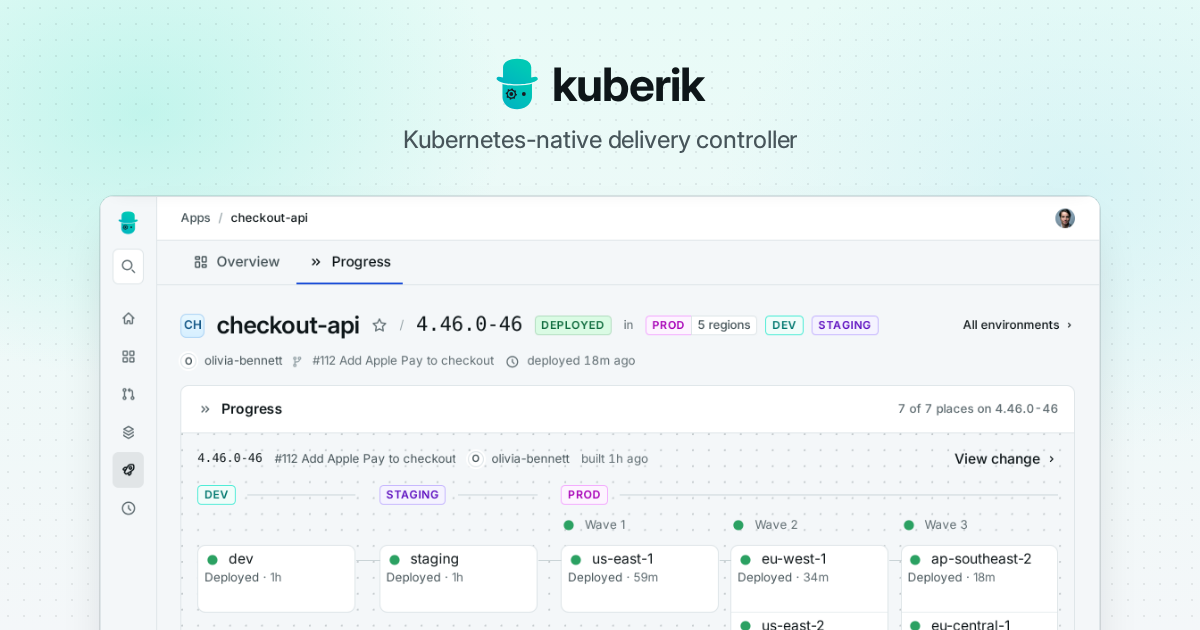 kuberik
Kubernetes-native delivery controller
Apps / checkout-api
Overview
Progress
CH checkout-api / 4.46.0-46 DEPLOYED in PROD 5 regions DEV STAGING All environments
O olivia-bennett #112 Add Apple Pay to checkout deployed 18m ago
Progress 7 of 7 places on 4.46.0-46
4.46.0-46 #112 Add Apple Pay to checkout O olivia-bennett built 1h ago View change
DEV STAGING PROD
Wave 1 Wave 2 Wave 3
dev staging us-east-1 eu-west-1 ap-southeast-2
Deployed · 1h Deployed · 1h Deployed · 59m Deployed · 34m Deployed · 18m
us-east-2 eu-central-1